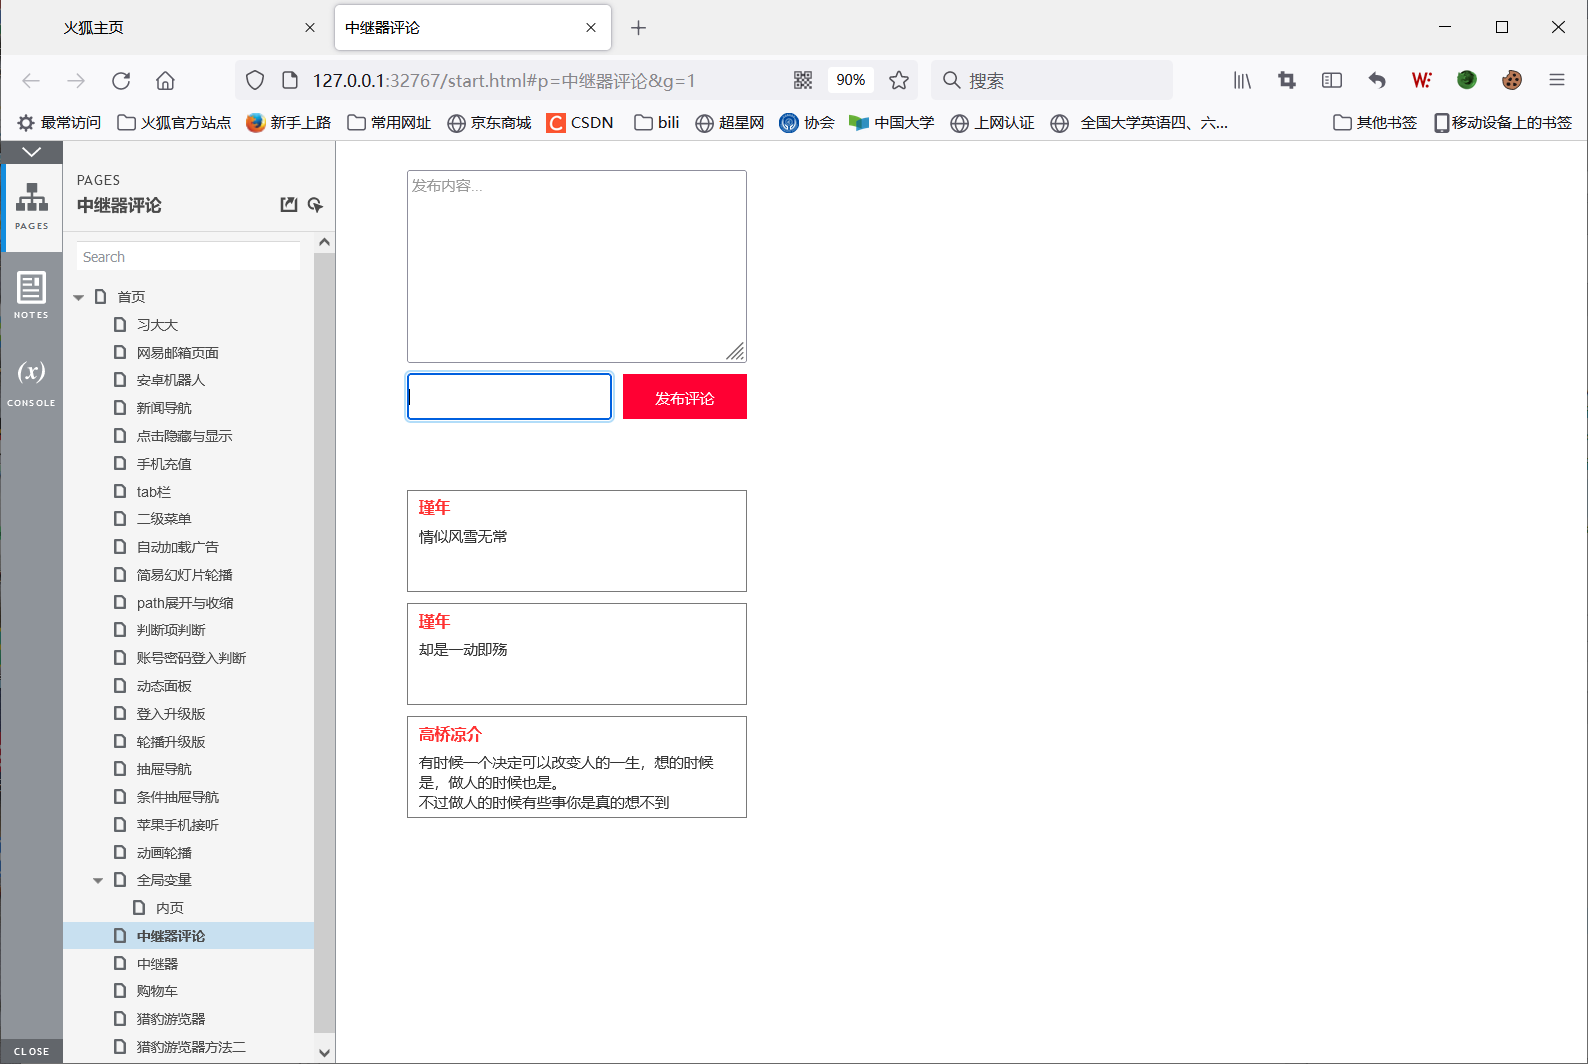 火狐主页
中继器评论
127.0.0.1:32767/start.html#p=中继器评论&g=1
90%
搜索
最常访问
火狐官方站点
新手上路
常用网址
京东商城
CSDN
bili
超星网
协会
中国大学
上网认证
全国大学英语四、六...
其他书签
移动设备上的书签
PAGES
NOTES
(x)
CONSOLE
CLOSE
PAGES
中继器评论
Search
首页
习大大
网易邮箱页面
安卓机器人
新闻导航
点击隐藏与显示
手机充值
tab栏
二级菜单
自动加载广告
简易幻灯片轮播
path展开与收缩
判断项判断
账号密码登入判断
动态面板
登入升级版
轮播升级版
抽屉导航
条件抽屉导航
苹果手机接听
动画轮播
全局变量
内页
中继器评论
中继器
购物车
猎豹游览器
猎豹游览器方法二
发布内容...
发布评论
瑾年
情似风雪无常
瑾年
却是一动即殇
高桥凉介
有时候一个决定可以改变人的一生，想的时候
是，做人的时候也是。
不过做人的时候有些事你是真的想不到